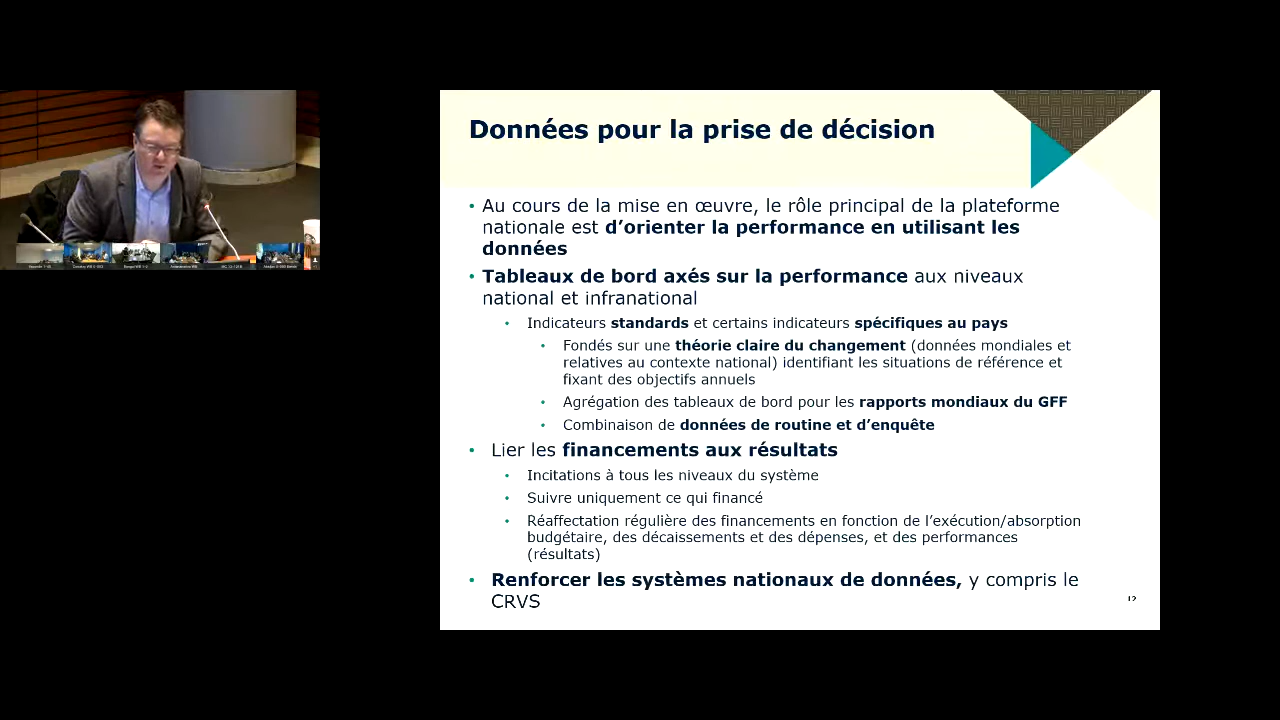 Données pour la prise de décision
• Au cours de la mise en œuvre, le rôle principal de la plateforme
nationale est d’orienter la performance en utilisant les
données
• Tableaux de bord axés sur la performance aux niveaux
national et infranational
• Indicateurs standards et certains indicateurs spécifiques au pays
• Fondés sur une théorie claire du changement (données mondiales et
relatives au contexte national) identifiant les situations de référence et
fixant des objectifs annuels
• Agrégation des tableaux de bord pour les rapports mondiaux du GFF
• Combinaison de données de routine et d’enquête
• Lier les financements aux résultats
• Incitations à tous les niveaux du système
• Suivre uniquement ce qui financé
• Réaffectation régulière des financements en fonction de l’exécution/absorption
budgétaire, des décaissements et des dépenses, et des performances
(résultats)
• Renforcer les systèmes nationaux de données, y compris le
CRVS